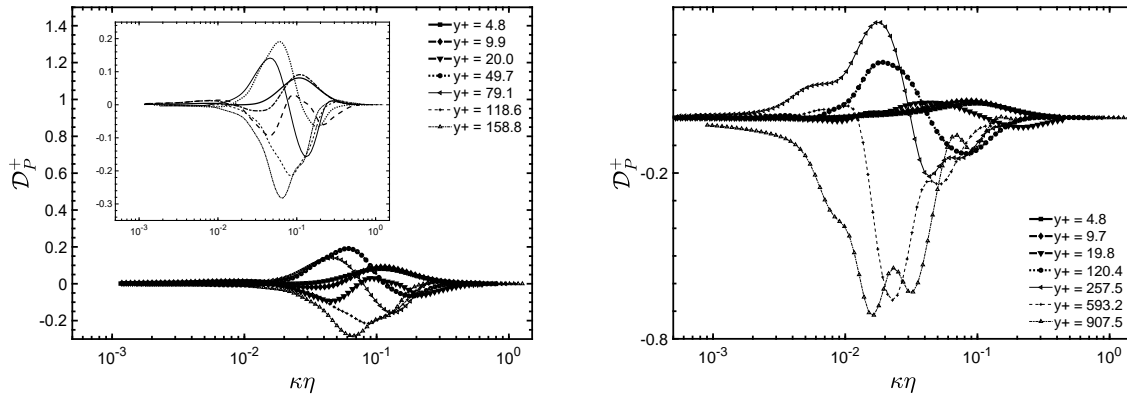 1.4
1.2
1
0.8
0.6
0.4
0.2
0
-0.2
𝒟_P^+
10^-3
10^-2
10^-1
10^0
κη
0.2
0.1
0
-0.1
-0.2
-0.3
10^-3
10^-2
10^-1
10^0
y+ = 4.8
y+ = 9.9
y+ = 20.0
y+ = 49.7
y+ = 79.1
y+ = 118.6
y+ = 158.8
-0.2
-0.8
𝒟_P^+
10^-3
10^-2
10^-1
10^0
κη
y+ = 4.8
y+ = 9.7
y+ = 19.8
y+ = 120.4
y+ = 257.5
y+ = 593.2
y+ = 907.5